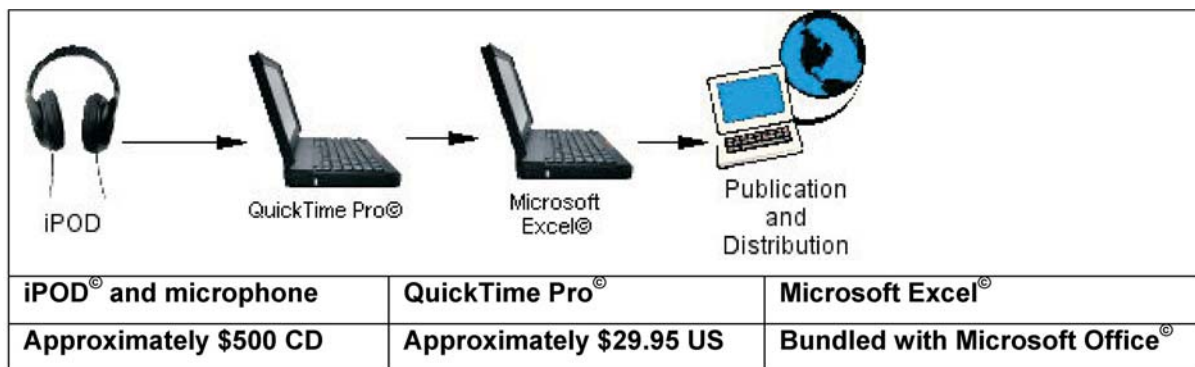 iPOD
QuickTime Pro©
Microsoft
Excel©
Publication
and
Distribution
iPOD© and microphone
QuickTime Pro©
Microsoft Excel©
Approximately $500 CD
Approximately $29.95 US
Bundled with Microsoft Office©